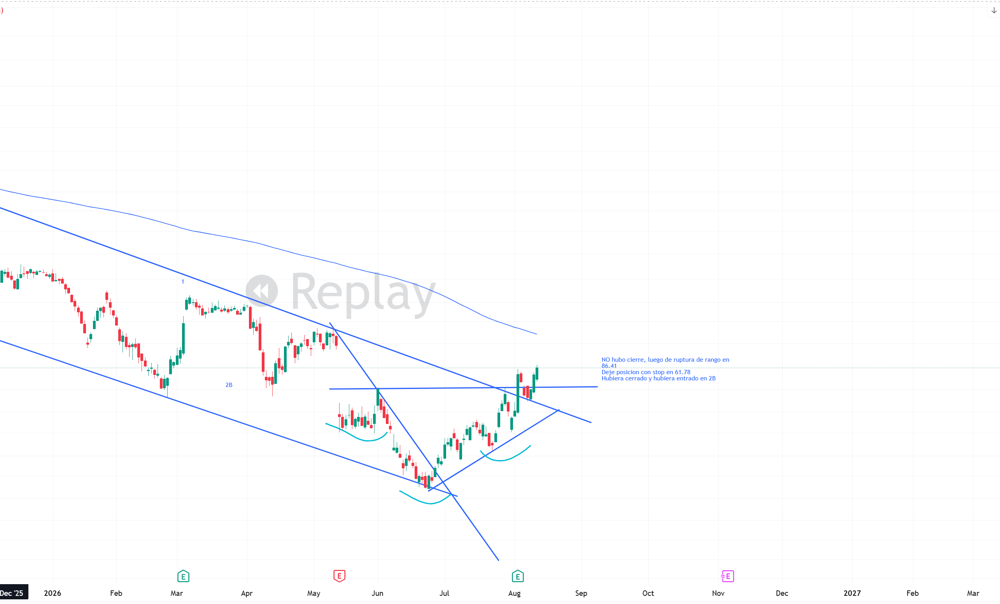 )
1
Replay
2B
NO hubo cierre, luego de ruptura de rango en
86.41
Deje posicion con stop en 61.78
Hubiera cerrado y hubiera entrado en 2B
E
E
E
≈E
Dec '25
2026
Feb
Mar
Apr
May
Jun
Jul
Aug
Sep
Oct
Nov
Dec
2027
Feb
Mar